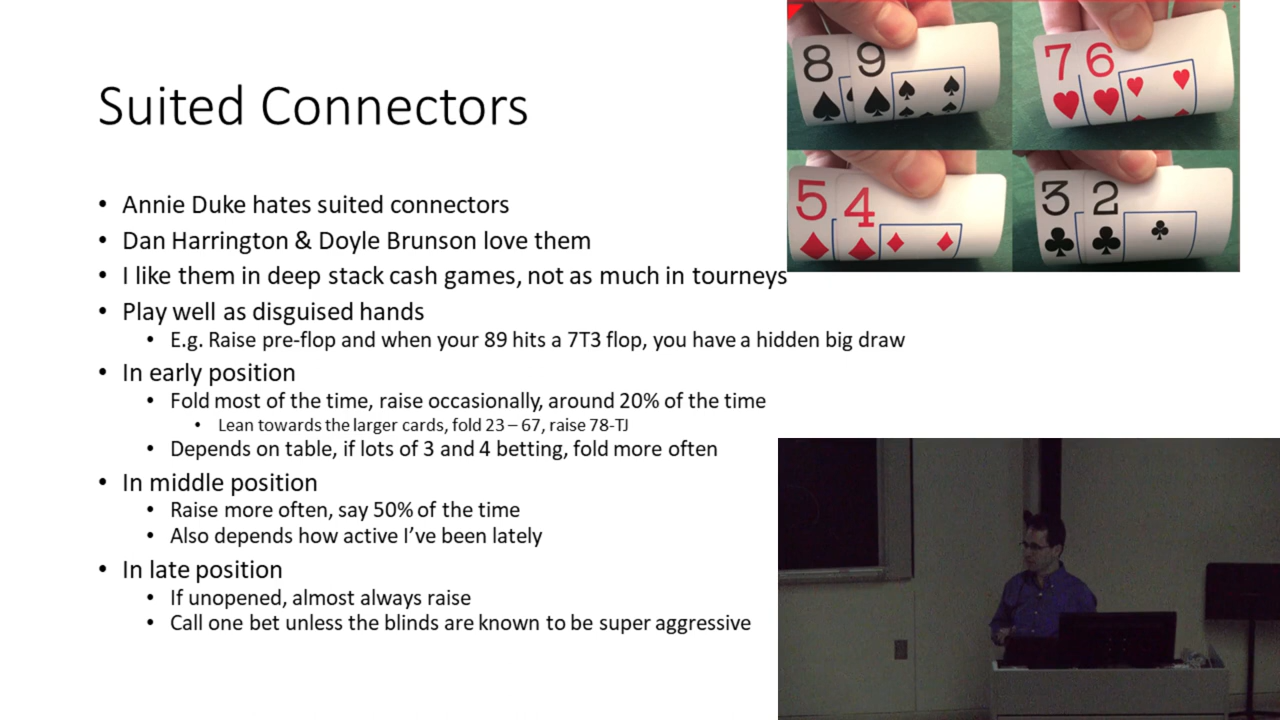 Suited Connectors
8 9
7 6
5 4
3 2
• Annie Duke hates suited connectors
• Dan Harrington & Doyle Brunson love them
• I like them in deep stack cash games, not as much in tourneys
• Play well as disguised hands
• E.g. Raise pre-flop and when your 89 hits a 7T3 flop, you have a hidden big draw
• In early position
• Fold most of the time, raise occasionally, around 20% of the time
• Lean towards the larger cards, fold 23 – 67, raise 78-TJ
• Depends on table, if lots of 3 and 4 betting, fold more often
• In middle position
• Raise more often, say 50% of the time
• Also depends how active I’ve been lately
• In late position
• If unopened, almost always raise
• Call one bet unless the blinds are known to be super aggressive